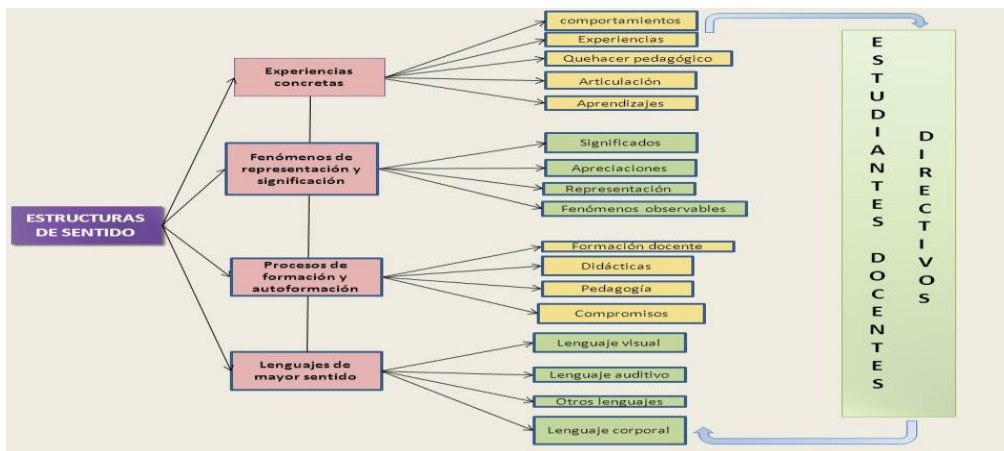 ESTRUCTURAS
DE SENTIDO
Experiencias
concretas
comportamientos
Experiencias
Quehacer pedagógico
Articulación
Aprendizajes
Fenómenos de
representación y
significación
Significados
Apreciaciones
Representación
Fenómenos observables
Procesos de
formación y
autoformación
Formación docente
Didácticas
Pedagogía
Compromisos
Lenguajes de
mayor sentido
Lenguaje visual
Lenguaje auditivo
Otros lenguajes
Lenguaje corporal
ESTUDIANTES DOCENTES
DIRECTIVOS